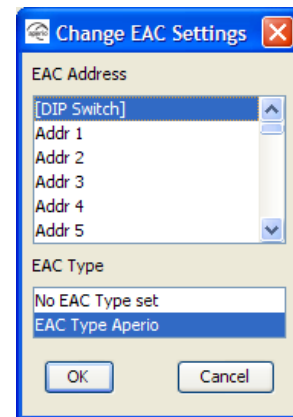 aperio Change EAC Settings
EAC Address
[DIP Switch]
Addr 1
Addr 2
Addr 3
Addr 4
Addr 5
EAC Type
No EAC Type set
EAC Type Aperio
OK Cancel